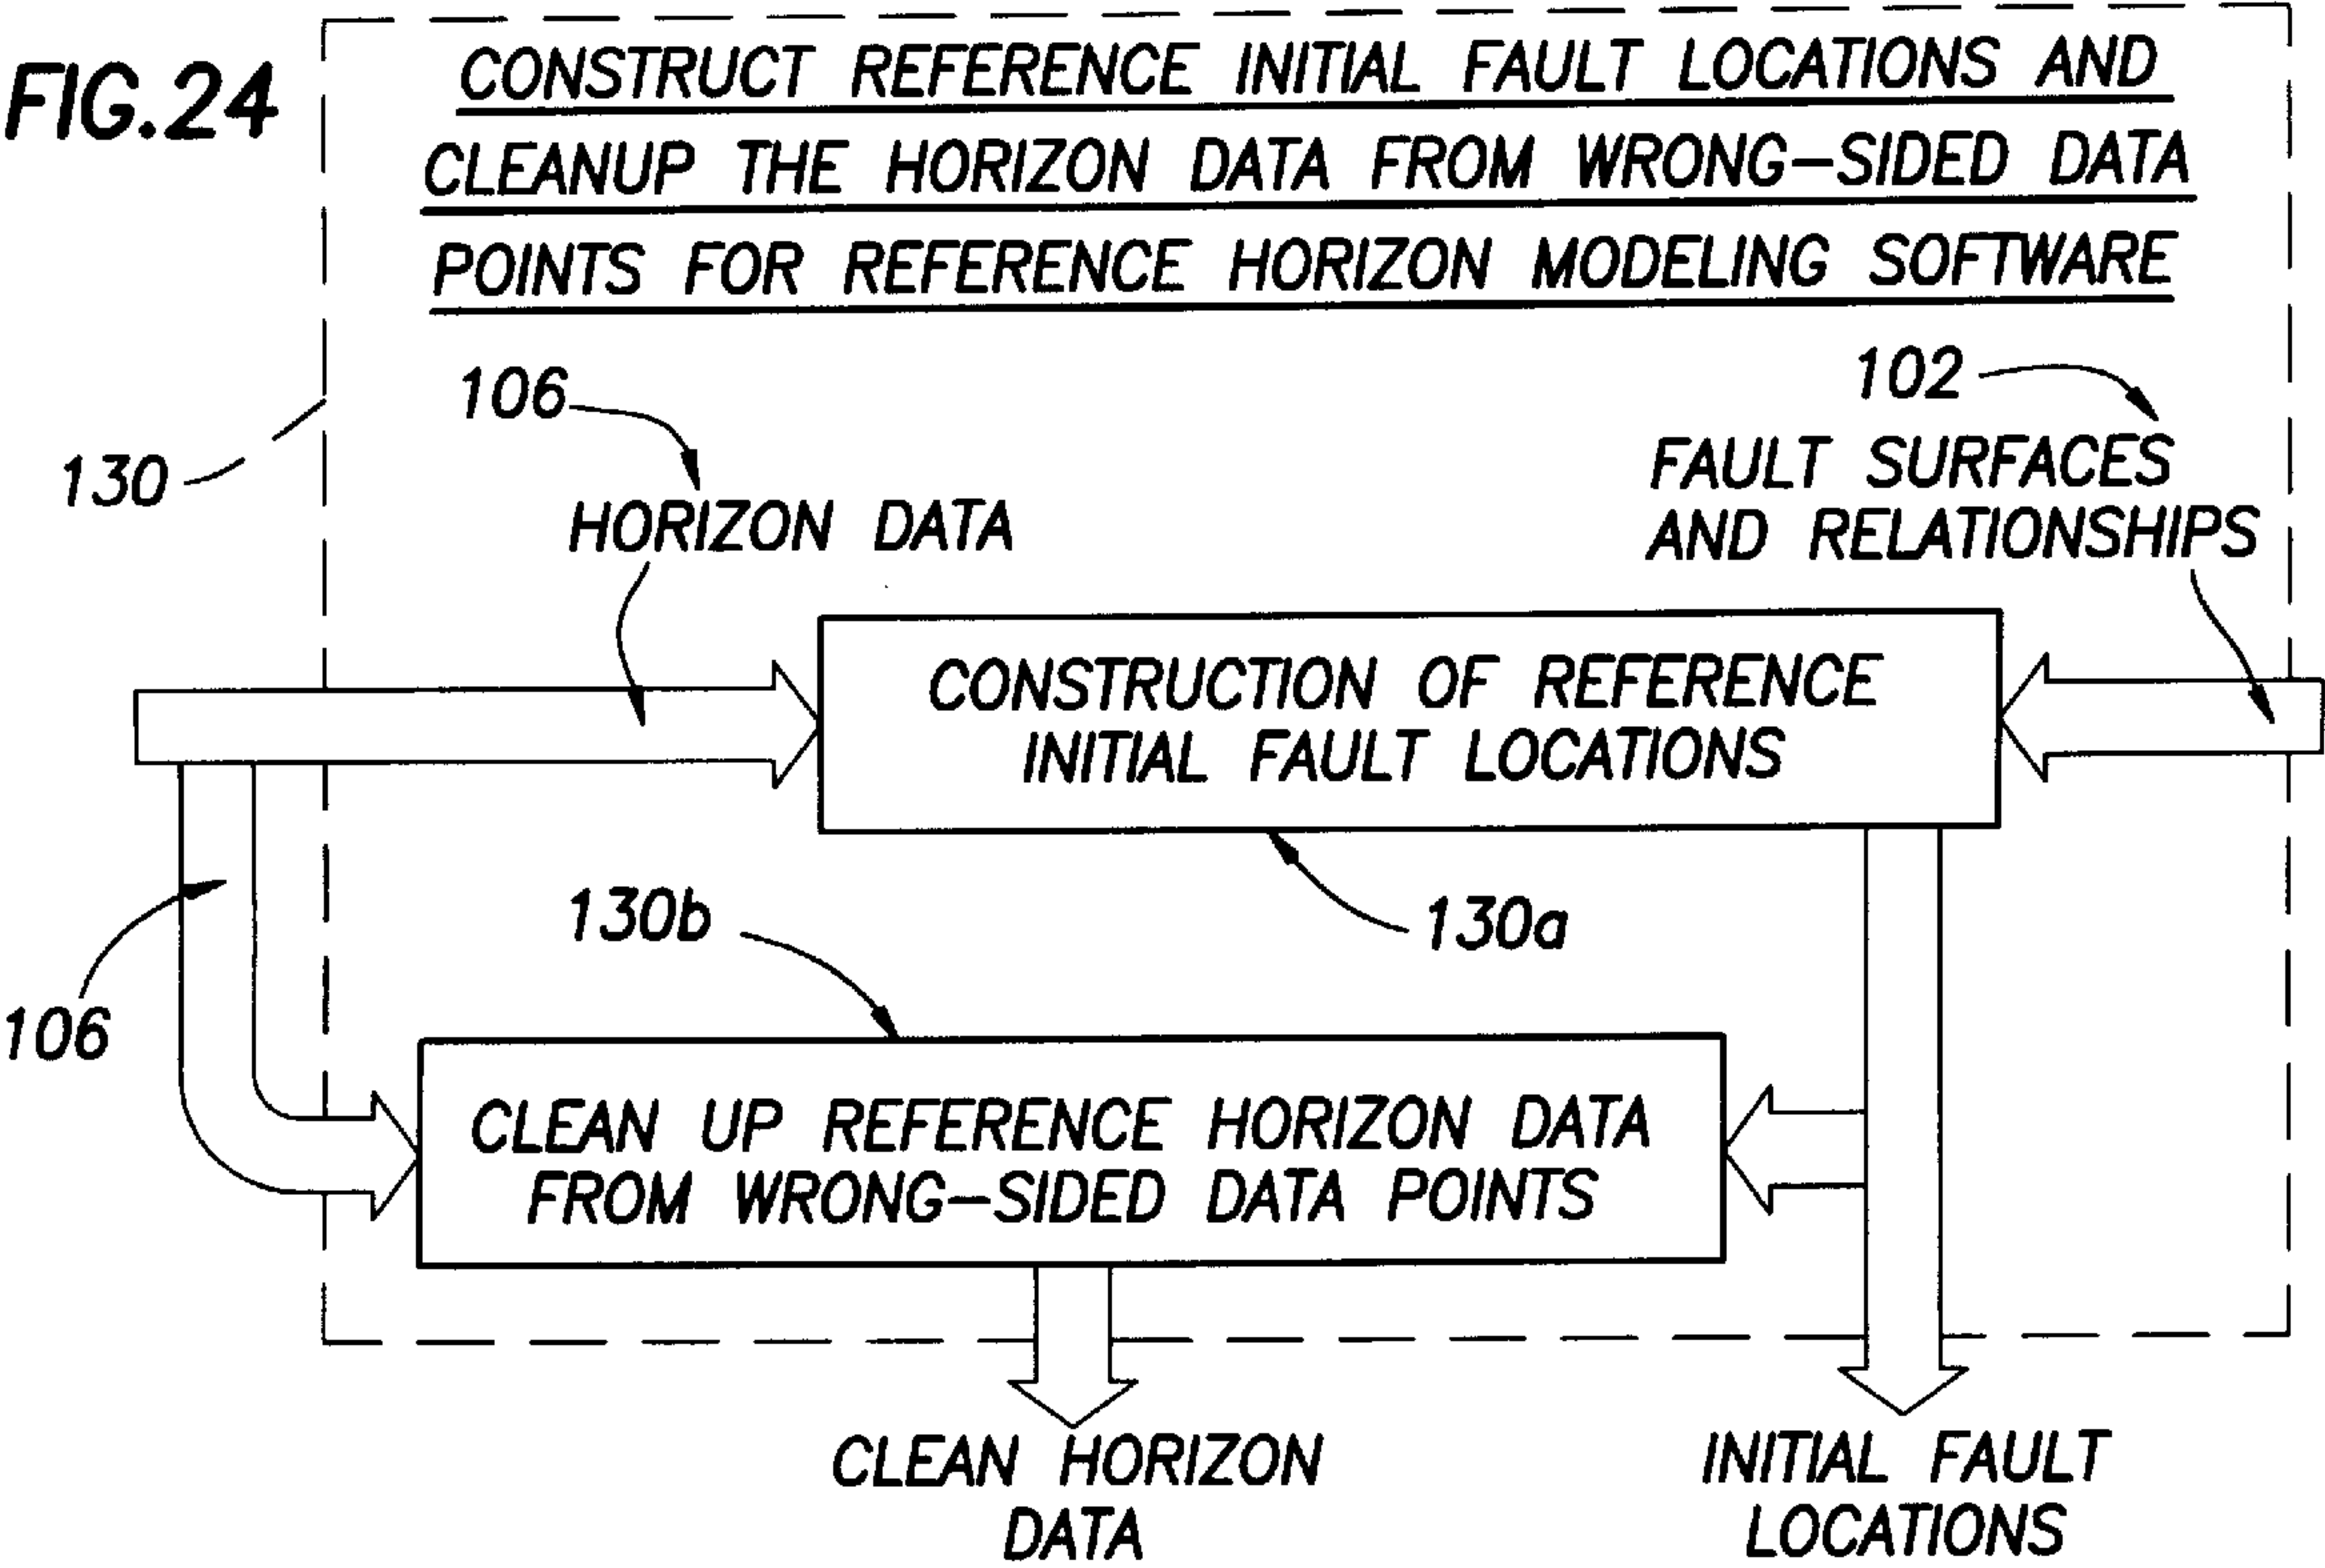 FIG.24
CONSTRUCT REFERENCE INITIAL FAULT LOCATIONS AND
CLEANUP THE HORIZON DATA FROM WRONG-SIDED DATA
POINTS FOR REFERENCE HORIZON MODELING SOFTWARE
106
102
130
FAULT SURFACES
AND RELATIONSHIPS
HORIZON DATA
CONSTRUCTION OF REFERENCE
INITIAL FAULT LOCATIONS
130b
130a
106
CLEAN UP REFERENCE HORIZON DATA
FROM WRONG-SIDED DATA POINTS
CLEAN HORIZON
DATA
INITIAL FAULT
LOCATIONS